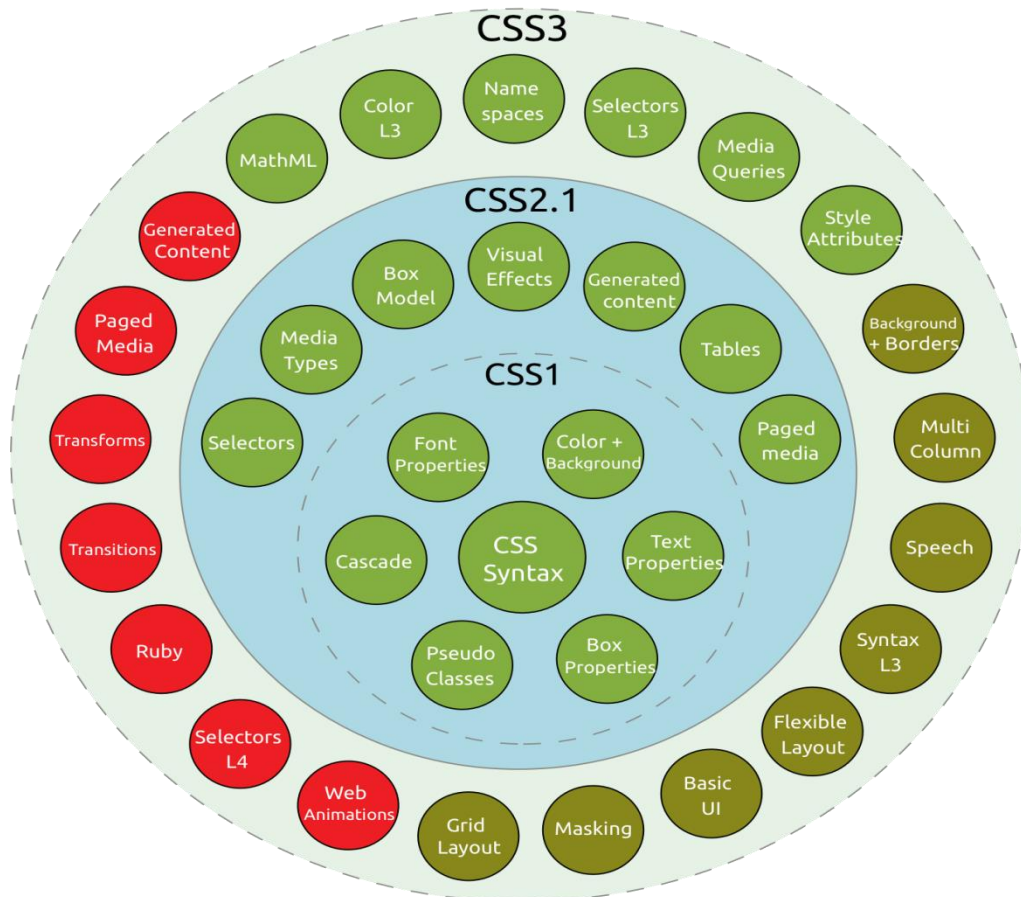 CSS3
Name
spaces
Color
L3
Selectors
L3
MathML
Media
Queries
Generated
Content
Style
Attributes
Paged
Media
Background
+ Borders
Transforms
Multi
Column
Transitions
Speech
Ruby
Syntax
L3
Selectors
L4
Flexible
Layout
Web
Animations
Basic
UI
Grid
Layout
Masking
CSS2.1
Visual
Effects
Box
Model
Generated
content
Media
Types
Tables
Selectors
Paged
media
CSS1
Font
Properties
Color +
Background
Cascade
CSS
Syntax
Text
Properties
Pseudo
Classes
Box
Properties